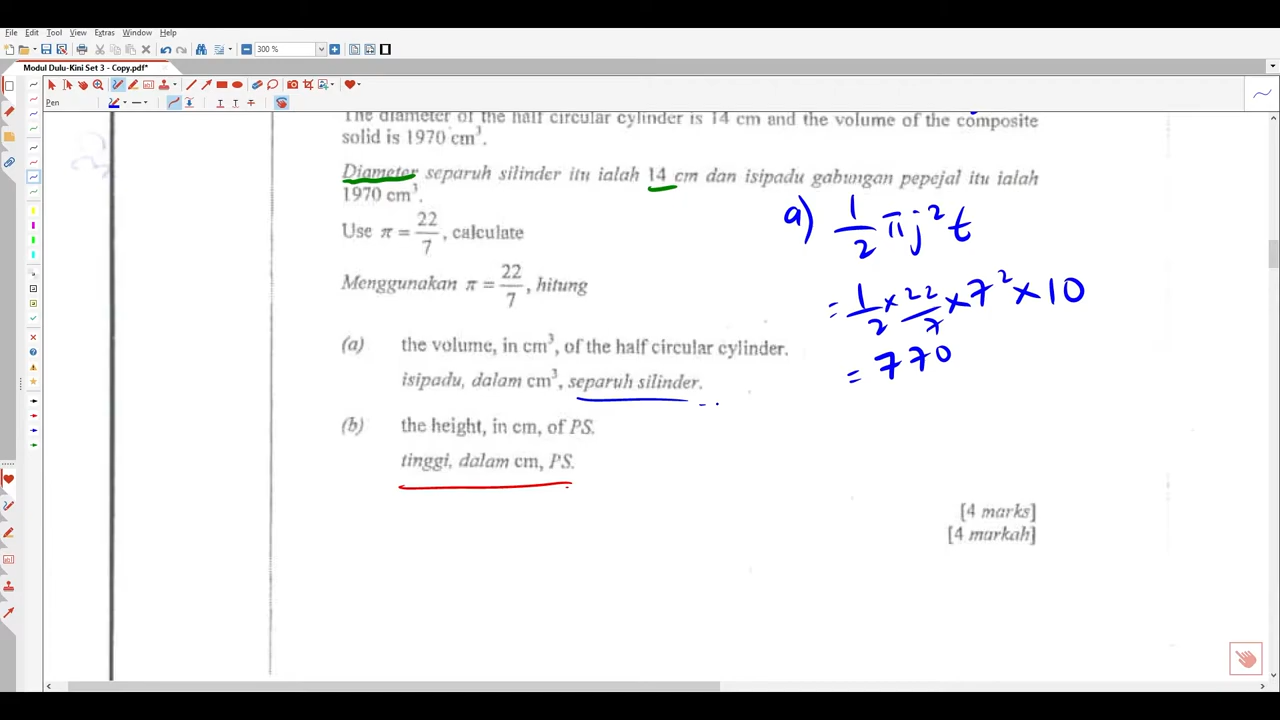 File Edit Tool View Extras Window Help
300 %
Modul Dulu-Kini Set 3 - Copy.pdf*
Pen
The diameter of the half circular cylinder is 14 cm and the volume of the composite
solid is 1970 cm³.
Diameter separuh silinder itu ialah 14 cm dan isipadu gabungan pepejal itu ialah
1970 cm³.
Use π = 22/7, calculate
Menggunakan π = 22/7, hitung
(a) the volume, in cm³, of the half circular cylinder.
isipadu, dalam cm³, separuh silinder.
(b) the height, in cm, of PS.
tinggi, dalam cm, PS.
[4 marks]
[4 markah]
a) 1/2 πj²t
= 1/2 × 22/7 × 7² × 10
= 770